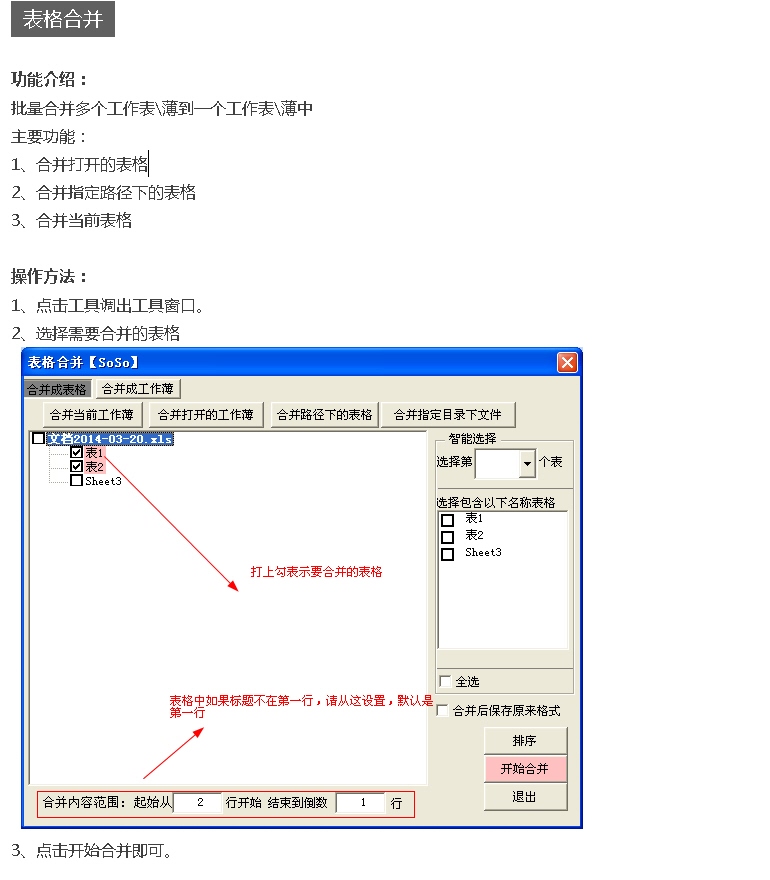 表格合并
功能介绍：
批量合并多个工作表\薄到一个工作表\薄中
主要功能：
1、合并打开的表格
2、合并指定路径下的表格
3、合并当前表格
操作方法：
1、点击工具调出工具窗口。
2、选择需要合并的表格
表格合并【SoSo】
合并成表格 合并成工作薄
合并当前工作薄 合并打开的工作薄 合并路径下的表格 合并指定目录下文件
文档2014-03-20.xls
表1
表2
Sheet3
打上勾表示要合并的表格
表格中如果标题不在第一行，请从这设置，默认是
第一行
合并内容范围：起始从 2 行开始 结束到倒数 1 行
智能选择
选择第 个表
选择包含以下名称表格
表1
表2
Sheet3
全选
合并后保存原来格式
排序
开始合并
退出
3、点击开始合并即可。